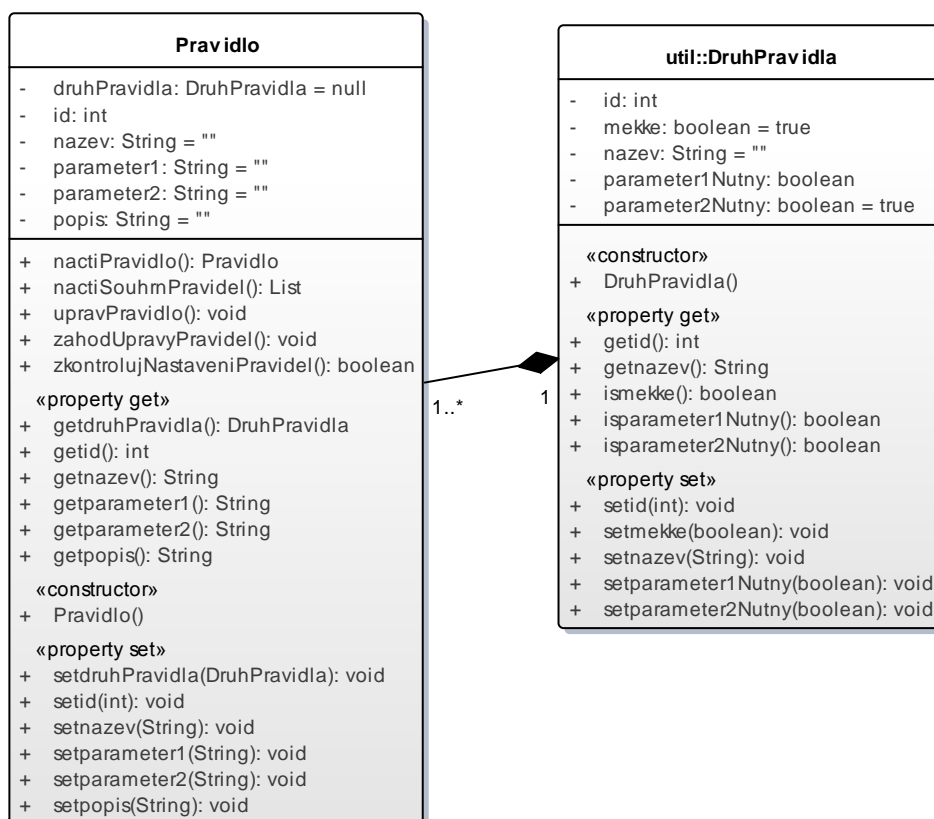 Pravidlo
- druhPravidla: DruhPravidla = null
- id: int
- nazev: String = ""
- parameter1: String = ""
- parameter2: String = ""
- popis: String = ""
+ nactiPravidlo(): Pravidlo
+ nactiSouhrnPravidel(): List
+ upravPravidlo(): void
+ zahodUpravyPravidel(): void
+ zkontrolujNastaveniPravidel(): boolean
«property get»
+ getdruhPravidla(): DruhPravidla
+ getid(): int
+ getnazev(): String
+ getparameter1(): String
+ getparameter2(): String
+ getpopis(): String
«constructor»
+ Pravidlo()
«property set»
+ setdruhPravidla(DruhPravidla): void
+ setid(int): void
+ setnazev(String): void
+ setparameter1(String): void
+ setparameter2(String): void
+ setpopis(String): void
1..*
1
util::DruhPravidla
- id: int
- mekke: boolean = true
- nazev: String = ""
- parameter1Nutny: boolean
- parameter2Nutny: boolean = true
«constructor»
+ DruhPravidla()
«property get»
+ getid(): int
+ getnazev(): String
+ ismekke(): boolean
+ isparameter1Nutny(): boolean
+ isparameter2Nutny(): boolean
«property set»
+ setid(int): void
+ setmekke(boolean): void
+ setnazev(String): void
+ setparameter1Nutny(boolean): void
+ setparameter2Nutny(boolean): void